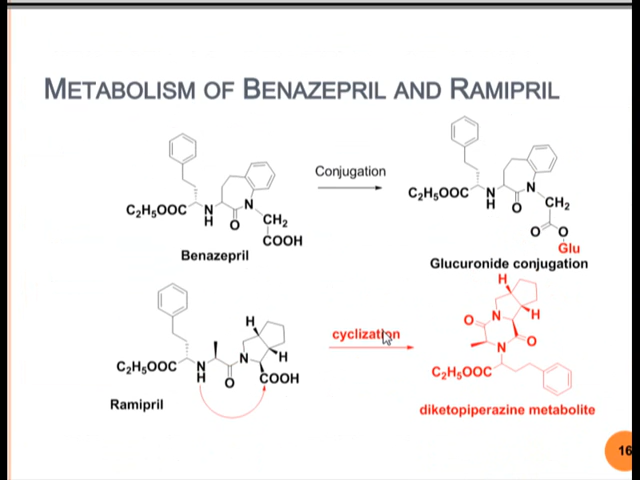 METABOLISM OF BENAZEPRIL AND RAMIPRIL
C₂H₅OOC
N
H
O
N
CH₂
COOH
Benazepril
Conjugation
C₂H₅OOC
N
H
O
N
CH₂
O
O
Glu
Glucuronide conjugation
C₂H₅OOC
N
H
O
N
H
H
COOH
Ramipril
cyclization
H
H
O
N
O
N
C₂H₅OOC
diketopiperazine metabolite
16